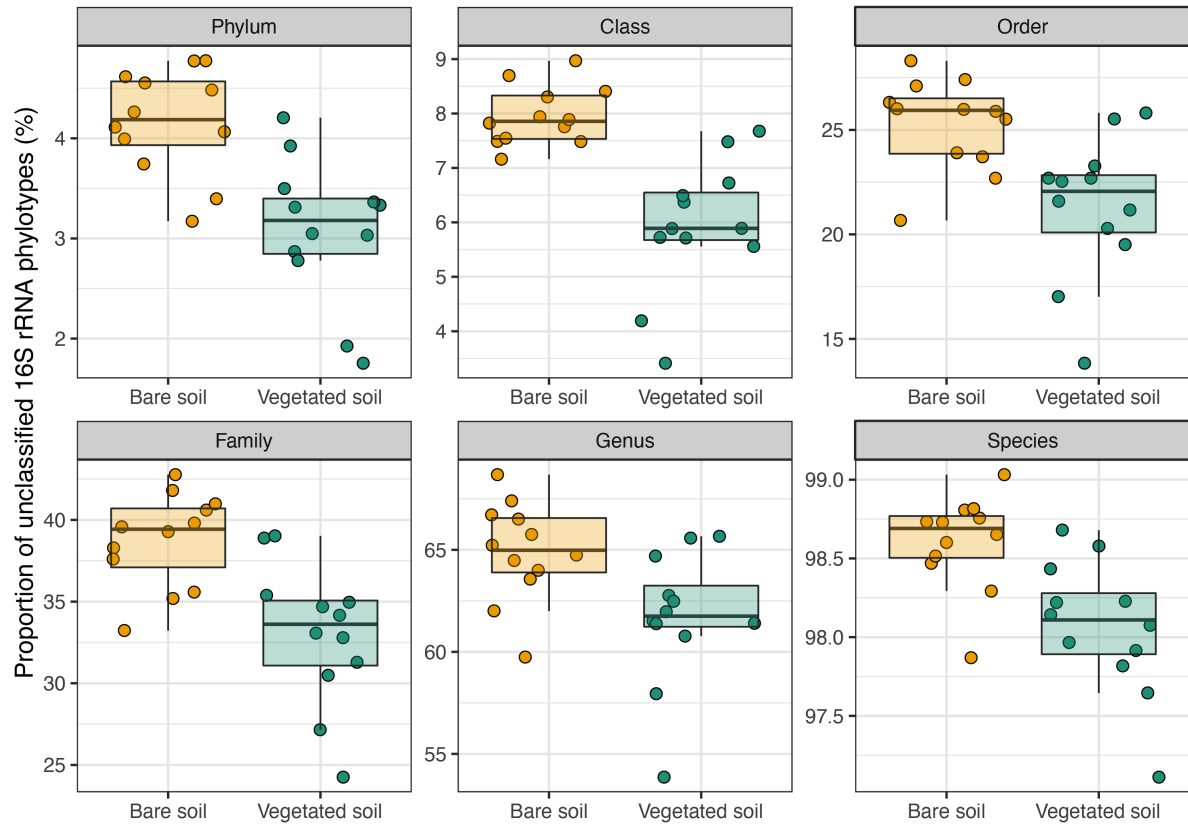 Proportion of unclassified 16S rRNA phylotypes (%)
Phylum
4
3
2
Bare soil Vegetated soil
Class
9
8
7
6
5
4
Bare soil Vegetated soil
Order
25
20
15
Bare soil Vegetated soil
Family
40
35
30
25
Bare soil Vegetated soil
Genus
65
60
55
Bare soil Vegetated soil
Species
99.0
98.5
98.0
97.5
Bare soil Vegetated soil